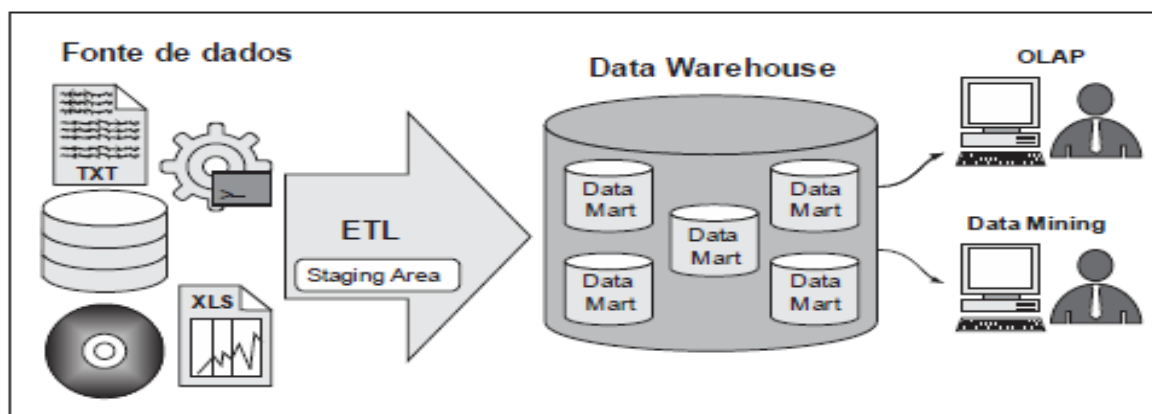 Fonte de dados
TXT
>_
XLS
ETL
Staging Area
Data Warehouse
Data
Mart
Data
Mart
Data
Mart
Data
Mart
Data
Mart
OLAP
Data Mining